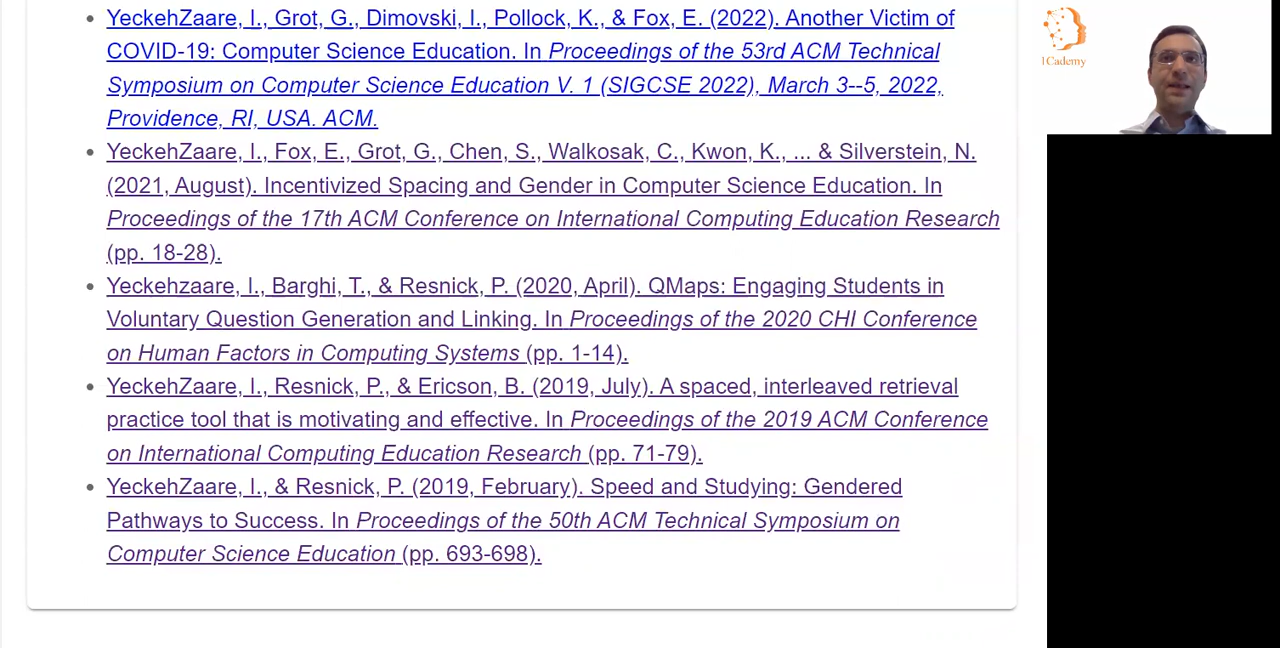 YeckehZaare, I., Grot, G., Dimovski, I., Pollock, K., & Fox, E. (2022). Another Victim of
COVID-19: Computer Science Education. In Proceedings of the 53rd ACM Technical
Symposium on Computer Science Education V. 1 (SIGCSE 2022), March 3--5, 2022,
Providence, RI, USA. ACM.
YeckehZaare, I., Fox, E., Grot, G., Chen, S., Walkosak, C., Kwon, K., ... & Silverstein, N.
(2021, August). Incentivized Spacing and Gender in Computer Science Education. In
Proceedings of the 17th ACM Conference on International Computing Education Research
(pp. 18-28).
Yeckehzaare, I., Barghi, T., & Resnick, P. (2020, April). QMaps: Engaging Students in
Voluntary Question Generation and Linking. In Proceedings of the 2020 CHI Conference
on Human Factors in Computing Systems (pp. 1-14).
YeckehZaare, I., Resnick, P., & Ericson, B. (2019, July). A spaced, interleaved retrieval
practice tool that is motivating and effective. In Proceedings of the 2019 ACM Conference
on International Computing Education Research (pp. 71-79).
YeckehZaare, I., & Resnick, P. (2019, February). Speed and Studying: Gendered
Pathways to Success. In Proceedings of the 50th ACM Technical Symposium on
Computer Science Education (pp. 693-698).
1Cademy